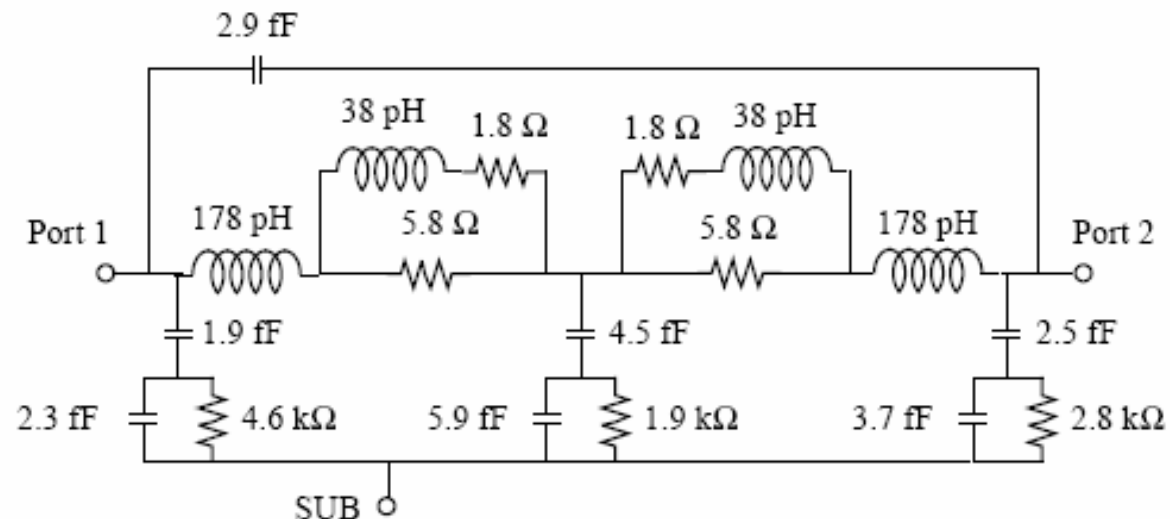 2.9 fF
38 pH
1.8 Ω
1.8 Ω
38 pH
Port 1
178 pH
5.8 Ω
5.8 Ω
178 pH
Port 2
1.9 fF
4.5 fF
2.5 fF
2.3 fF
4.6 kΩ
5.9 fF
1.9 kΩ
3.7 fF
2.8 kΩ
SUB